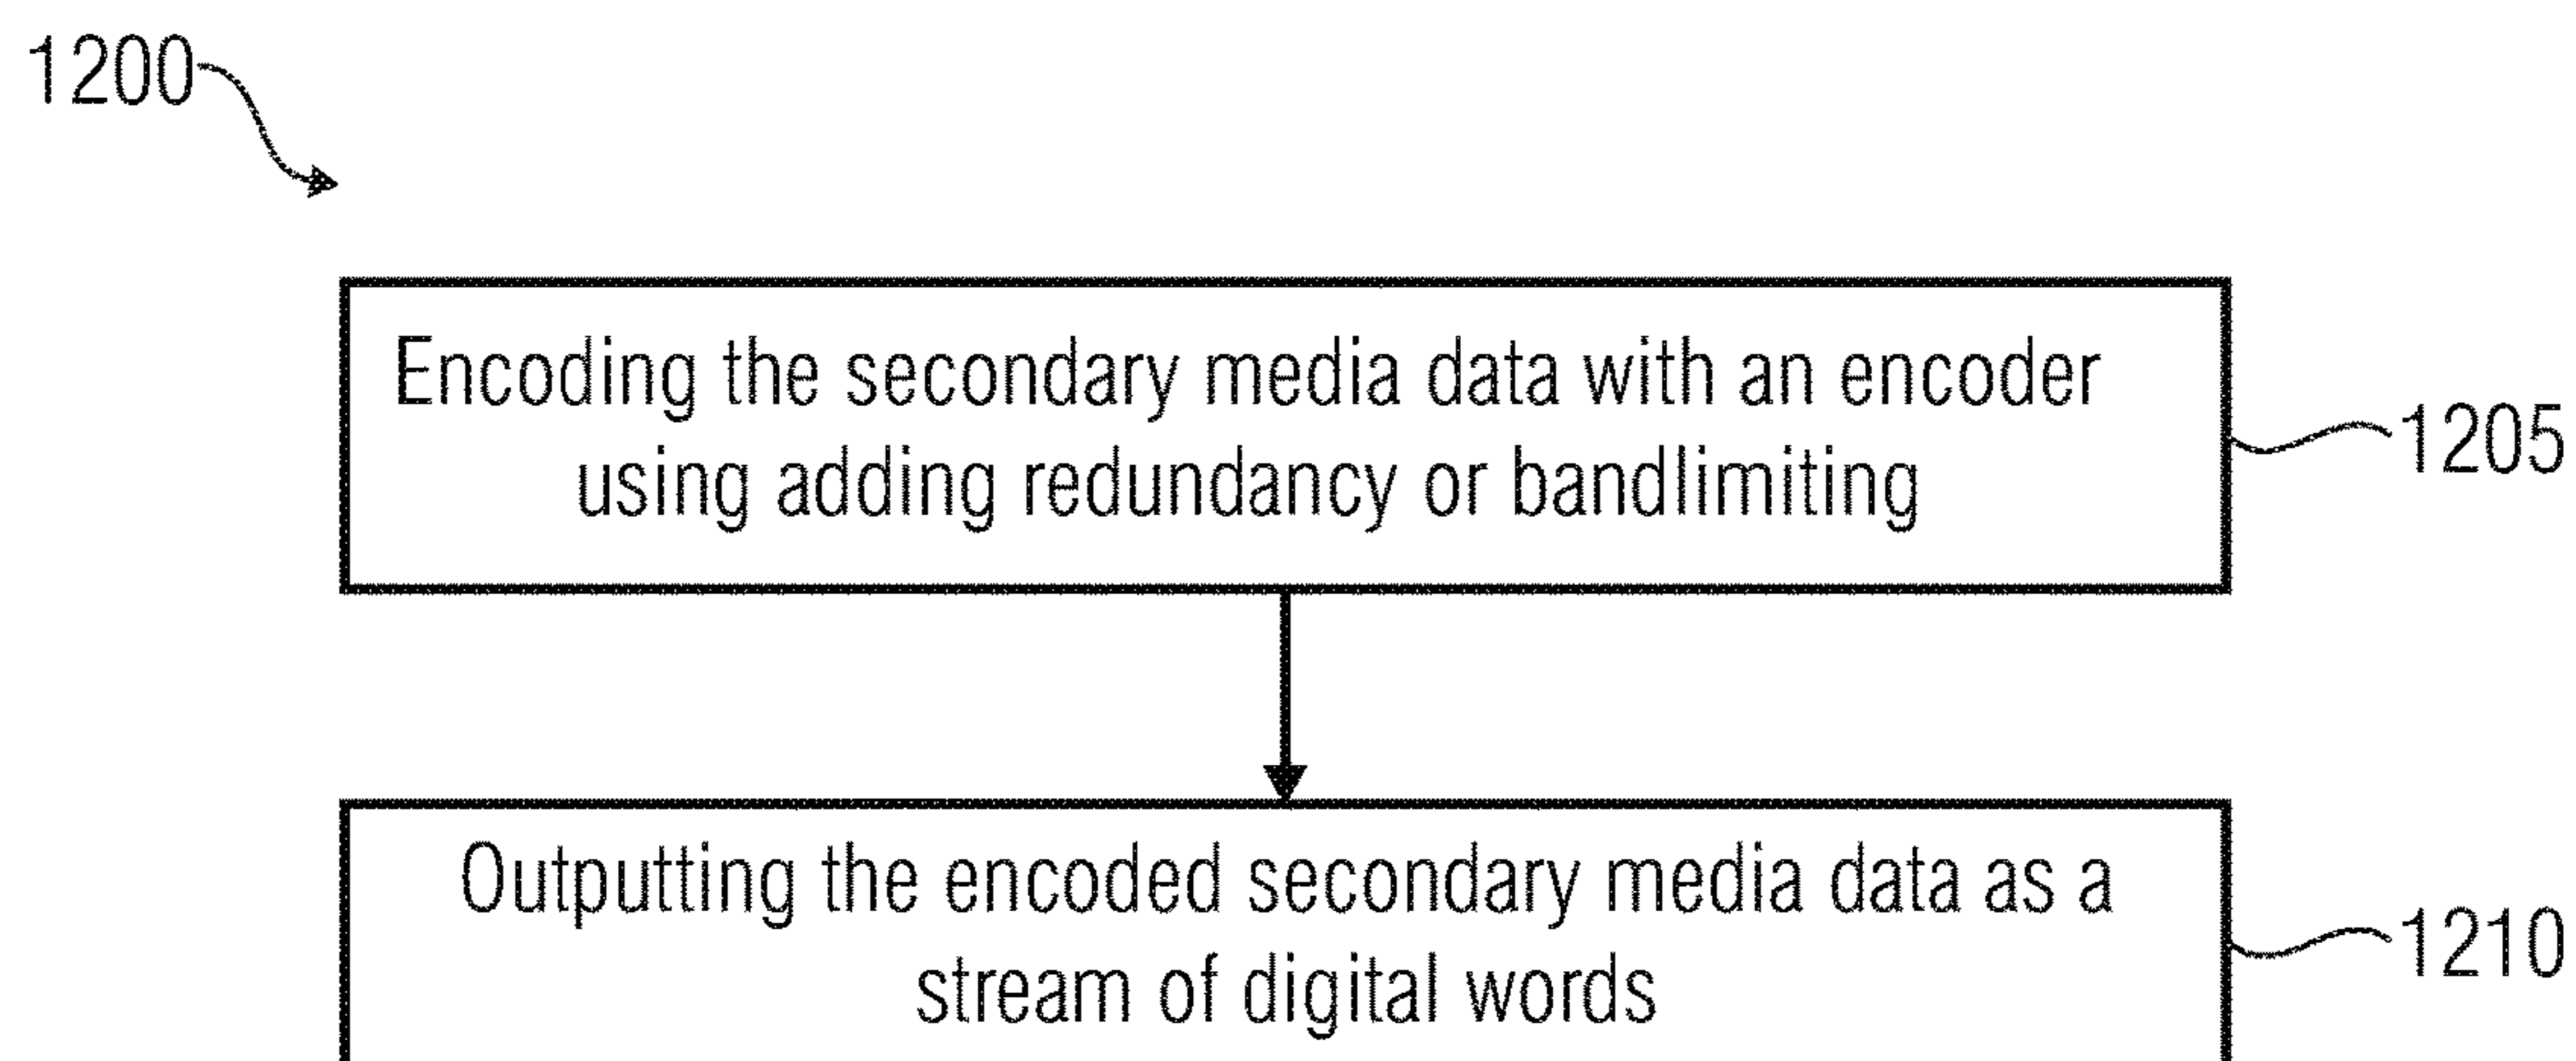 1200
Encoding the secondary media data with an encoder
using adding redundancy or bandlimiting
1205
Outputting the encoded secondary media data as a
stream of digital words
1210